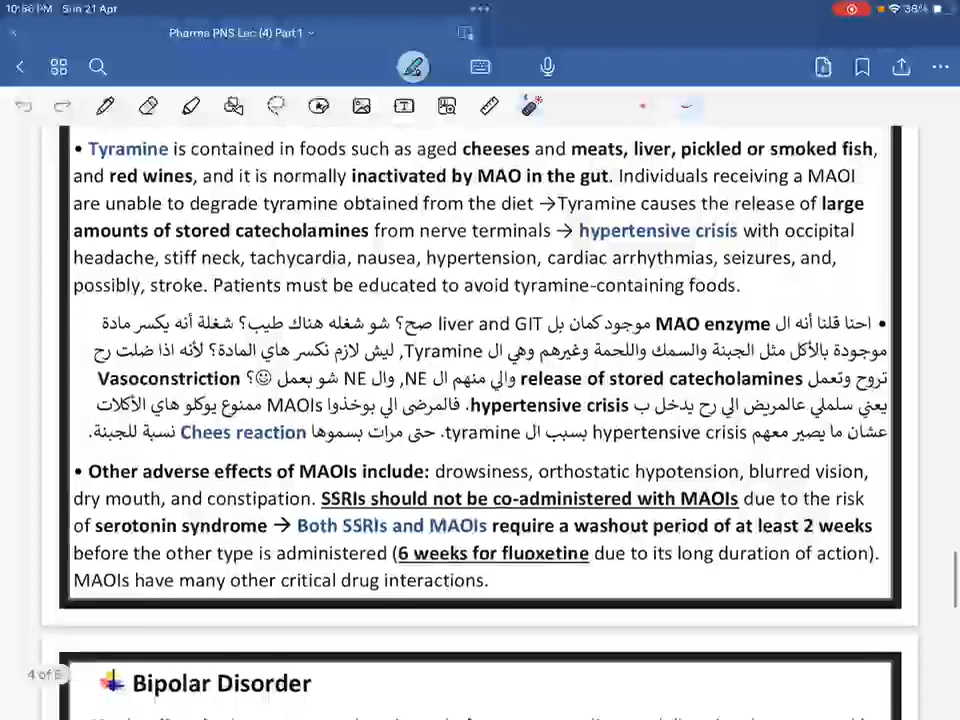 10:58 PM Sun 21 Apr
38%
Pharma PNS Lec (4) Part 1
• Tyramine is contained in foods such as aged cheeses and meats, liver, pickled or smoked fish,
and red wines, and it is normally inactivated by MAO in the gut. Individuals receiving a MAOI
are unable to degrade tyramine obtained from the diet →Tyramine causes the release of large
amounts of stored catecholamines from nerve terminals → hypertensive crisis with occipital
headache, stiff neck, tachycardia, nausea, hypertension, cardiac arrhythmias, seizures, and,
possibly, stroke. Patients must be educated to avoid tyramine-containing foods.
• احنا قلنا أنه ال MAO enzyme موجود كمان بل liver and GIT صح؟ شو شغله هناك طيب؟ شغلة أنه يكسر مادة
موجودة بالأكل مثل الجبنة والسمك واللحمة وغيرهم وهي ال Tyramine, ليش لازم نكسر هاي المادة؟ لأنه اذا ضلت رح
تروح وتعمل release of stored catecholamines والي منهم ال NE, وال NE شو بعمل ☺؟ Vasoconstriction
يعني سلملي عالمريض الي رح يدخل ب hypertensive crisis. فالمرضى الي بوخذوا MAOIs ممنوع يوكلو هاي الأكلات
عشان ما يصير معهم hypertensive crisis بسبب ال tyramine. حتى مرات بسموها Chees reaction نسبة للجبنة.
• Other adverse effects of MAOIs include: drowsiness, orthostatic hypotension, blurred vision,
dry mouth, and constipation. SSRIs should not be co-administered with MAOIs due to the risk
of serotonin syndrome → Both SSRIs and MAOIs require a washout period of at least 2 weeks
before the other type is administered (6 weeks for fluoxetine due to its long duration of action).
MAOIs have many other critical drug interactions.
4 of 5
Bipolar Disorder